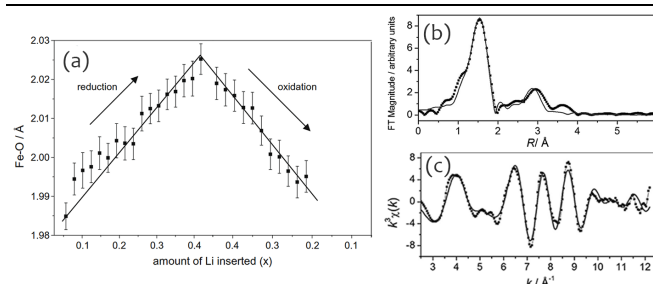 (a)
2.03
2.02
2.01
2.00
1.99
1.98
Fe-O / Å
reduction
oxidation
0.1 0.2 0.3 0.4 0.3 0.2 0.1
amount of Li inserted (x)
(b)
FT Magnitude / arbitrary units
8
6
4
2
0
0 1 2 3 4 5
R/ Å
(c)
k³χ(k)
8
4
0
-4
-8
3 4 5 6 7 8 9 10 11 12
k / Å⁻¹